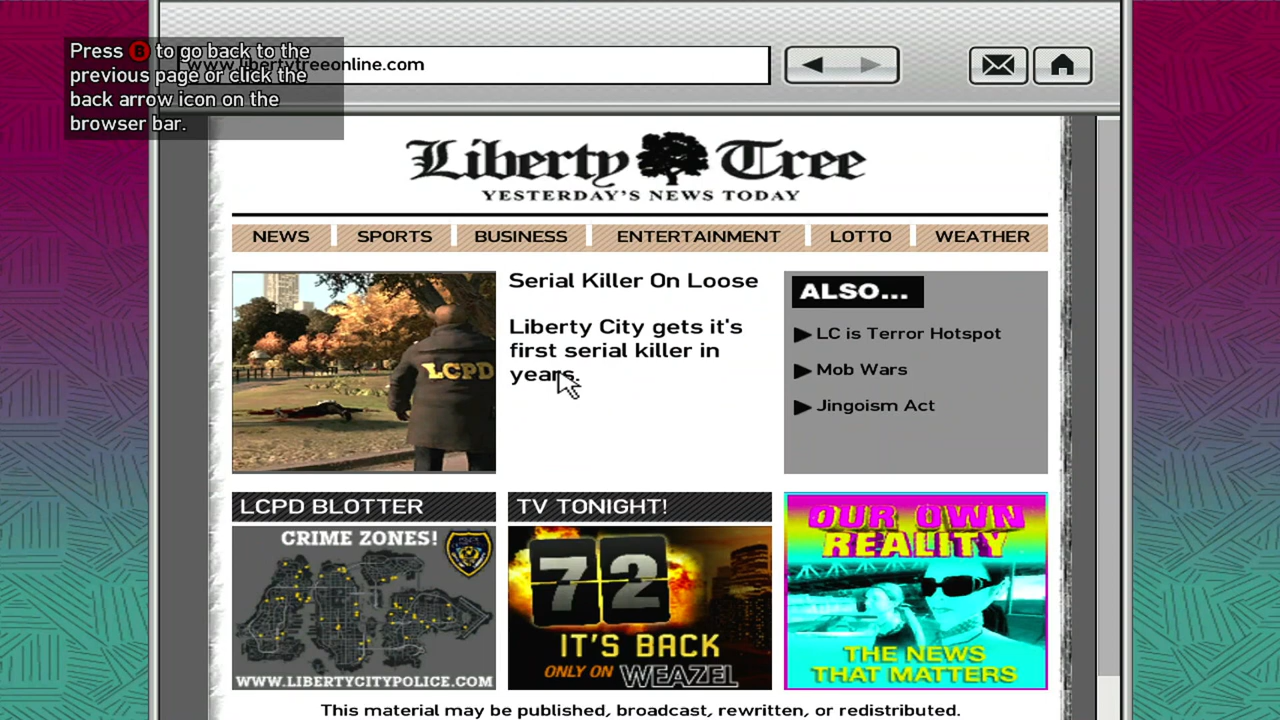 Press B to go back to the
previous page or click the
back arrow icon on the
browser bar.
www.libertytreeonline.com
Liberty Tree
YESTERDAY'S NEWS TODAY
NEWS SPORTS BUSINESS ENTERTAINMENT LOTTO WEATHER
Serial Killer On Loose
Liberty City gets it's
first serial killer in
years.
LCPD
ALSO...
LC is Terror Hotspot
Mob Wars
Jingoism Act
LCPD BLOTTER
CRIME ZONES!
WWW.LIBERTYCITYPOLICE.COM
TV TONIGHT!
72
IT'S BACK
ONLY ON WEAZEL
OUR OWN
REALITY
THE NEWS
THAT MATTERS
This material may be published, broadcast, rewritten, or redistributed.